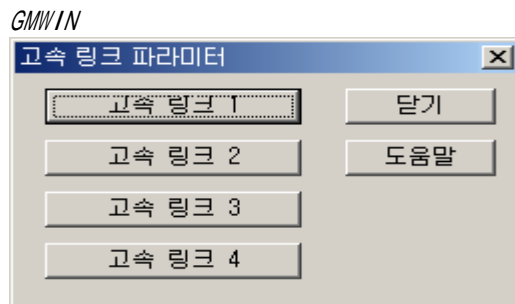 GMWIN
고속 링크 파라미터
고속 링크 1 닫기
고속 링크 2 도움말
고속 링크 3
고속 링크 4